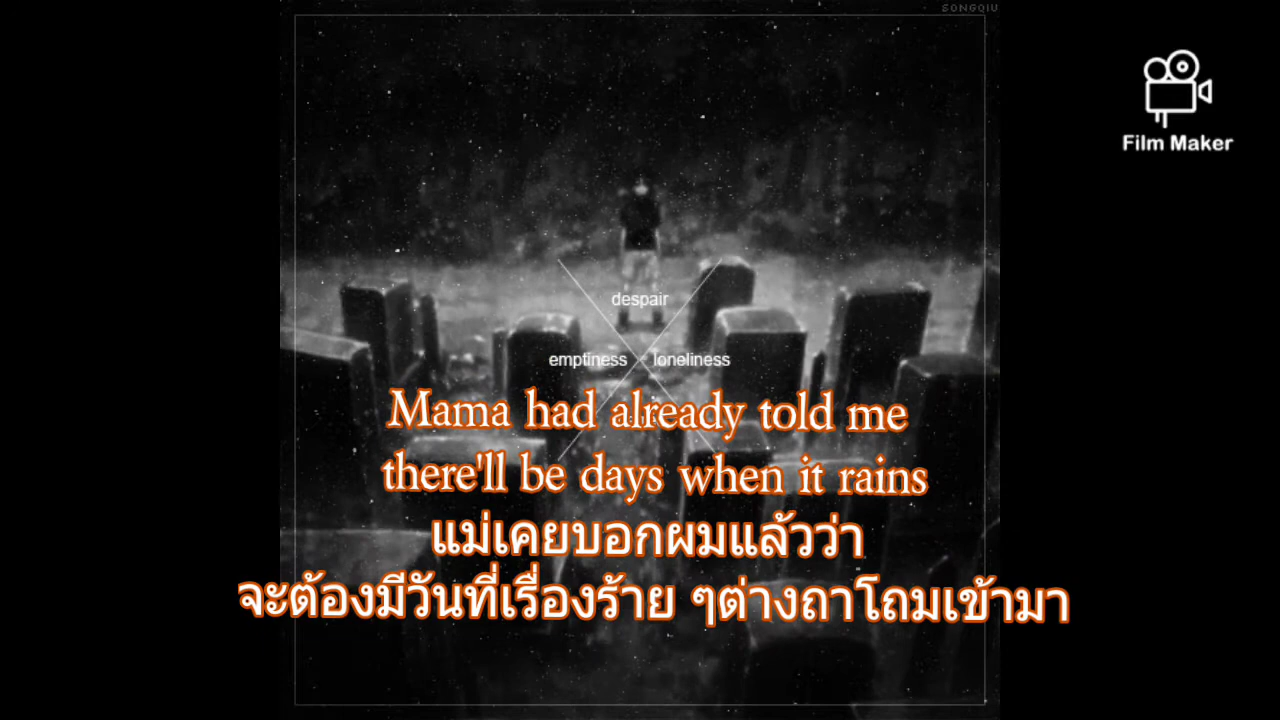 SONGQIU
Film Maker
despair
emptiness
loneliness
Mama had already told me
there'll be days when it rains
แม่เคยบอกผมแล้วว่า
จะต้องมีวันที่เรื่องร้าย ๆต่างถาโถมเข้ามา